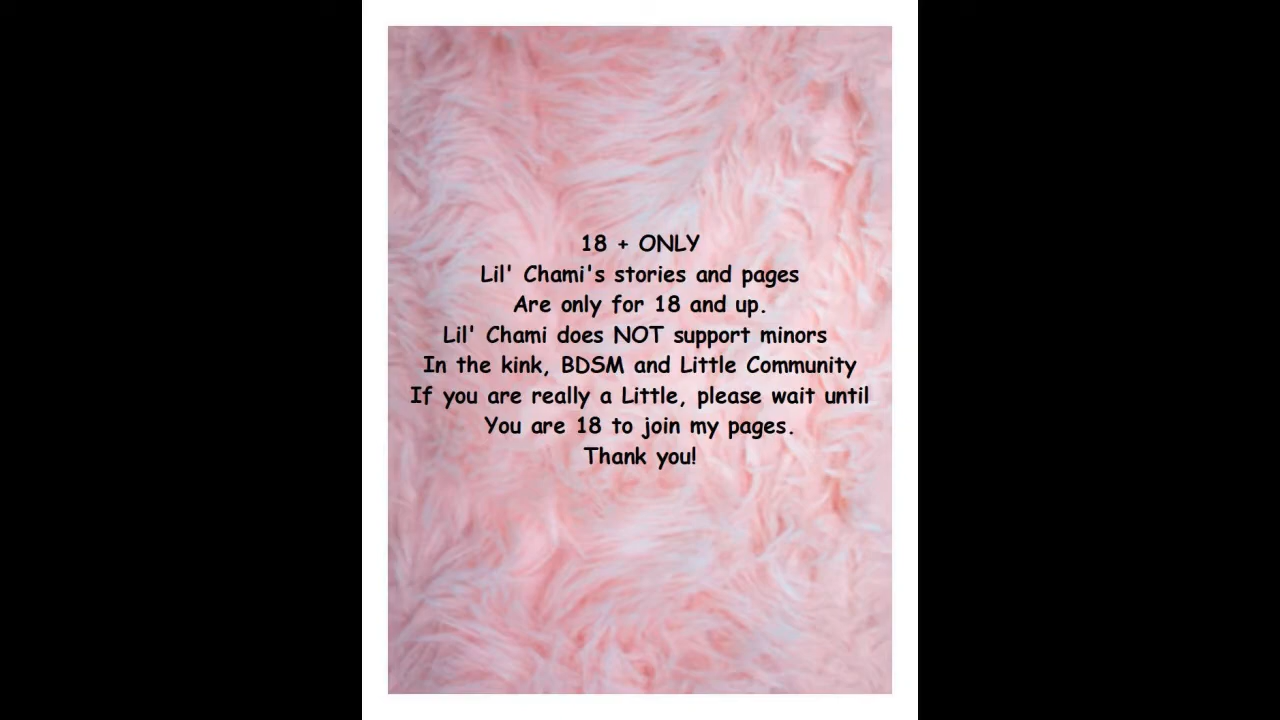 18 + ONLY
Lil' Chami's stories and pages
Are only for 18 and up.
Lil' Chami does NOT support minors
In the kink, BDSM and Little Community
If you are really a Little, please wait until
You are 18 to join my pages.
Thank you!